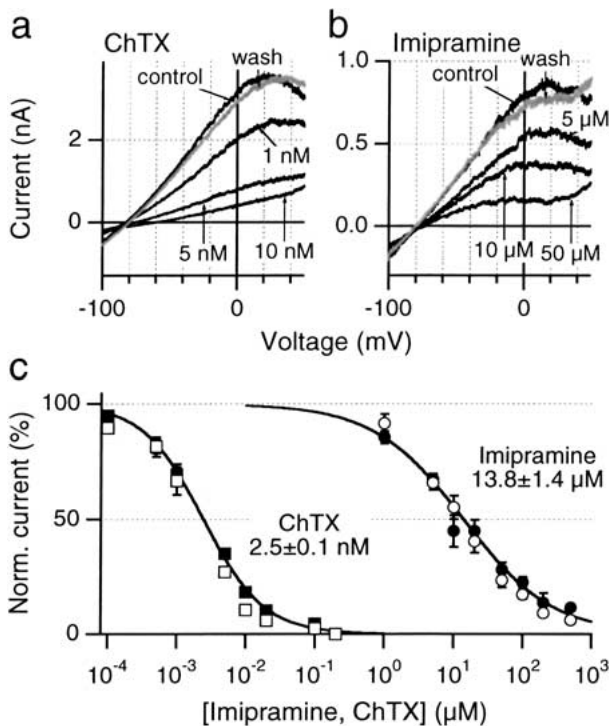 a
ChTX
wash
control
1 nM
5 nM
10 nM
2
0
-100
0
Current (nA)
b
Imipramine
wash
control
5 µM
10 µM
50 µM
1.0
0.5
0.0
-100
0
Voltage (mV)
c
Norm. current (%)
100
50
0
Imipramine
13.8±1.4 µM
ChTX
2.5±0.1 nM
10⁻⁴ 10⁻³ 10⁻² 10⁻¹ 10⁰ 10¹ 10² 10³
[Imipramine, ChTX] (µM)